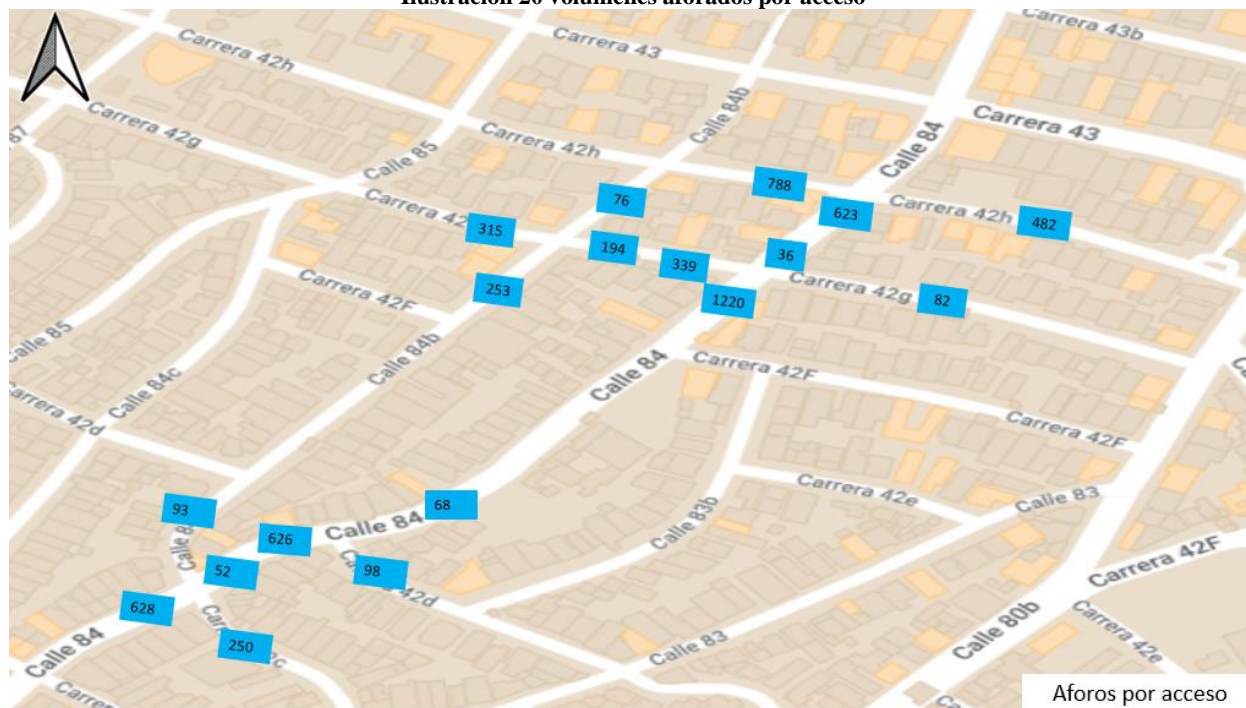 Ilustración 20 volúmenes aforados por acceso
Carrera 43b
Carrera 42h
Carrera 43
Carrera 43
Calle 84b
Carrera 42g
Carrera 42h
Calle 84
Calle 85
788
76
623
Carrera 42h
482
315
194
339
36
253
1220
Carrera 42g
82
Carrera 42F
Calle 85
Calle 84b
Calle 84
Carrera 42F
Calle 84c
Carrera 42d
Carrera 42F
Carrera 42e
Calle 83
68
93
Calle 84
626
Calle 83b
Carrera 42F
52
98
628
Calle 83
Calle 80b
Carrera 42e
250
Calle 84
Aforos por acceso